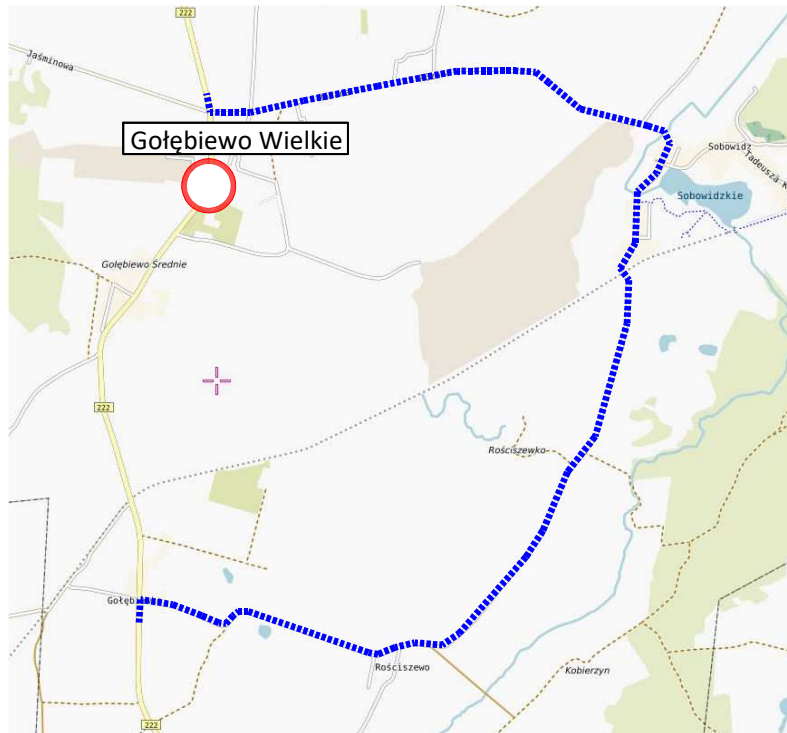 222
Jaśminowa
Gołębiewo Wielkie
Sobowidz
Tadeusza K
Sobowidzkie
Gołębiewo Średnie
222
Rościszewko
Rościszewo
Kobierzyn
222